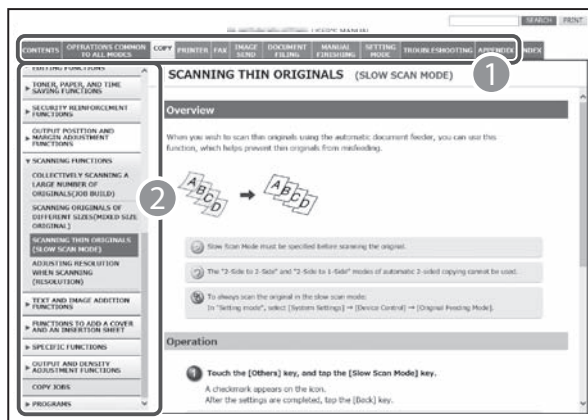 SEARCH PRINT
USER'S MANUAL
CONTENTS OPERATIONS COMMON TO ALL MODES COPY PRINTER FAX IMAGE SEND DOCUMENT FILING MANUAL FINISHING SETTING MODE TROUBLESHOOTING APPENDIX INDEX
1
EDITING FUNCTIONS
TONER, PAPER, AND TIME
SAVING FUNCTIONS
SECURITY REINFORCEMENT
FUNCTIONS
OUTPUT POSITION AND
MARGIN ADJUSTMENT
FUNCTIONS
SCANNING FUNCTIONS
COLLECTIVELY SCANNING A
LARGE NUMBER OF
ORIGINALS(JOB BUILD)
SCANNING ORIGINALS OF
DIFFERENT SIZES(MIXED SIZE
ORIGINAL)
SCANNING THIN ORIGINALS
(SLOW SCAN MODE)
ADJUSTING RESOLUTION
WHEN SCANNING
(RESOLUTION)
TEXT AND IMAGE ADDITION
FUNCTIONS
FUNCTIONS TO ADD A COVER
AND AN INSERTION SHEET
SPECIFIC FUNCTIONS
OUTPUT AND DENSITY
ADJUSTMENT FUNCTIONS
COPY JOBS
PROGRAMS
2
SCANNING THIN ORIGINALS (SLOW SCAN MODE)
Overview
When you wish to scan thin originals using the automatic document feeder, you can use this
function, which helps prevent thin originals from misfeeding.
A B C D → A B C D
Slow Scan Mode must be specified before scanning the original.
The "2-Side to 2-Side" and "2-Side to 1-Side" modes of automatic 2-sided copying cannot be used.
To always scan the original in the slow scan mode:
In "Setting mode", select [System Settings] → [Device Control] → [Original Feeding Mode].
Operation
1 Touch the [Others] key, and tap the [Slow Scan Mode] key.
A checkmark appears on the icon.
After the settings are completed, tap the [Back] key.